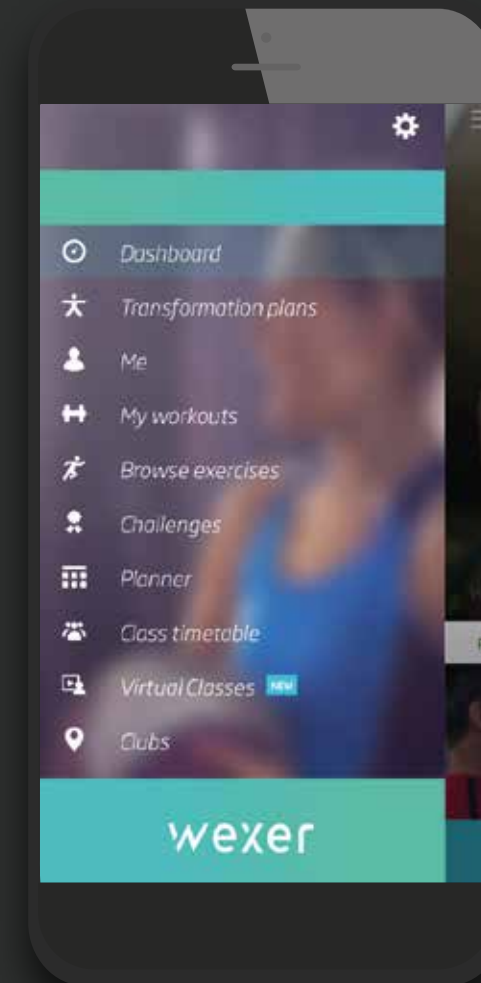 Dashboard
Transformation plans
Me
My workouts
Browse exercises
Challenges
Planner
Class timetable
Virtual Classes NEW
Clubs
wexer